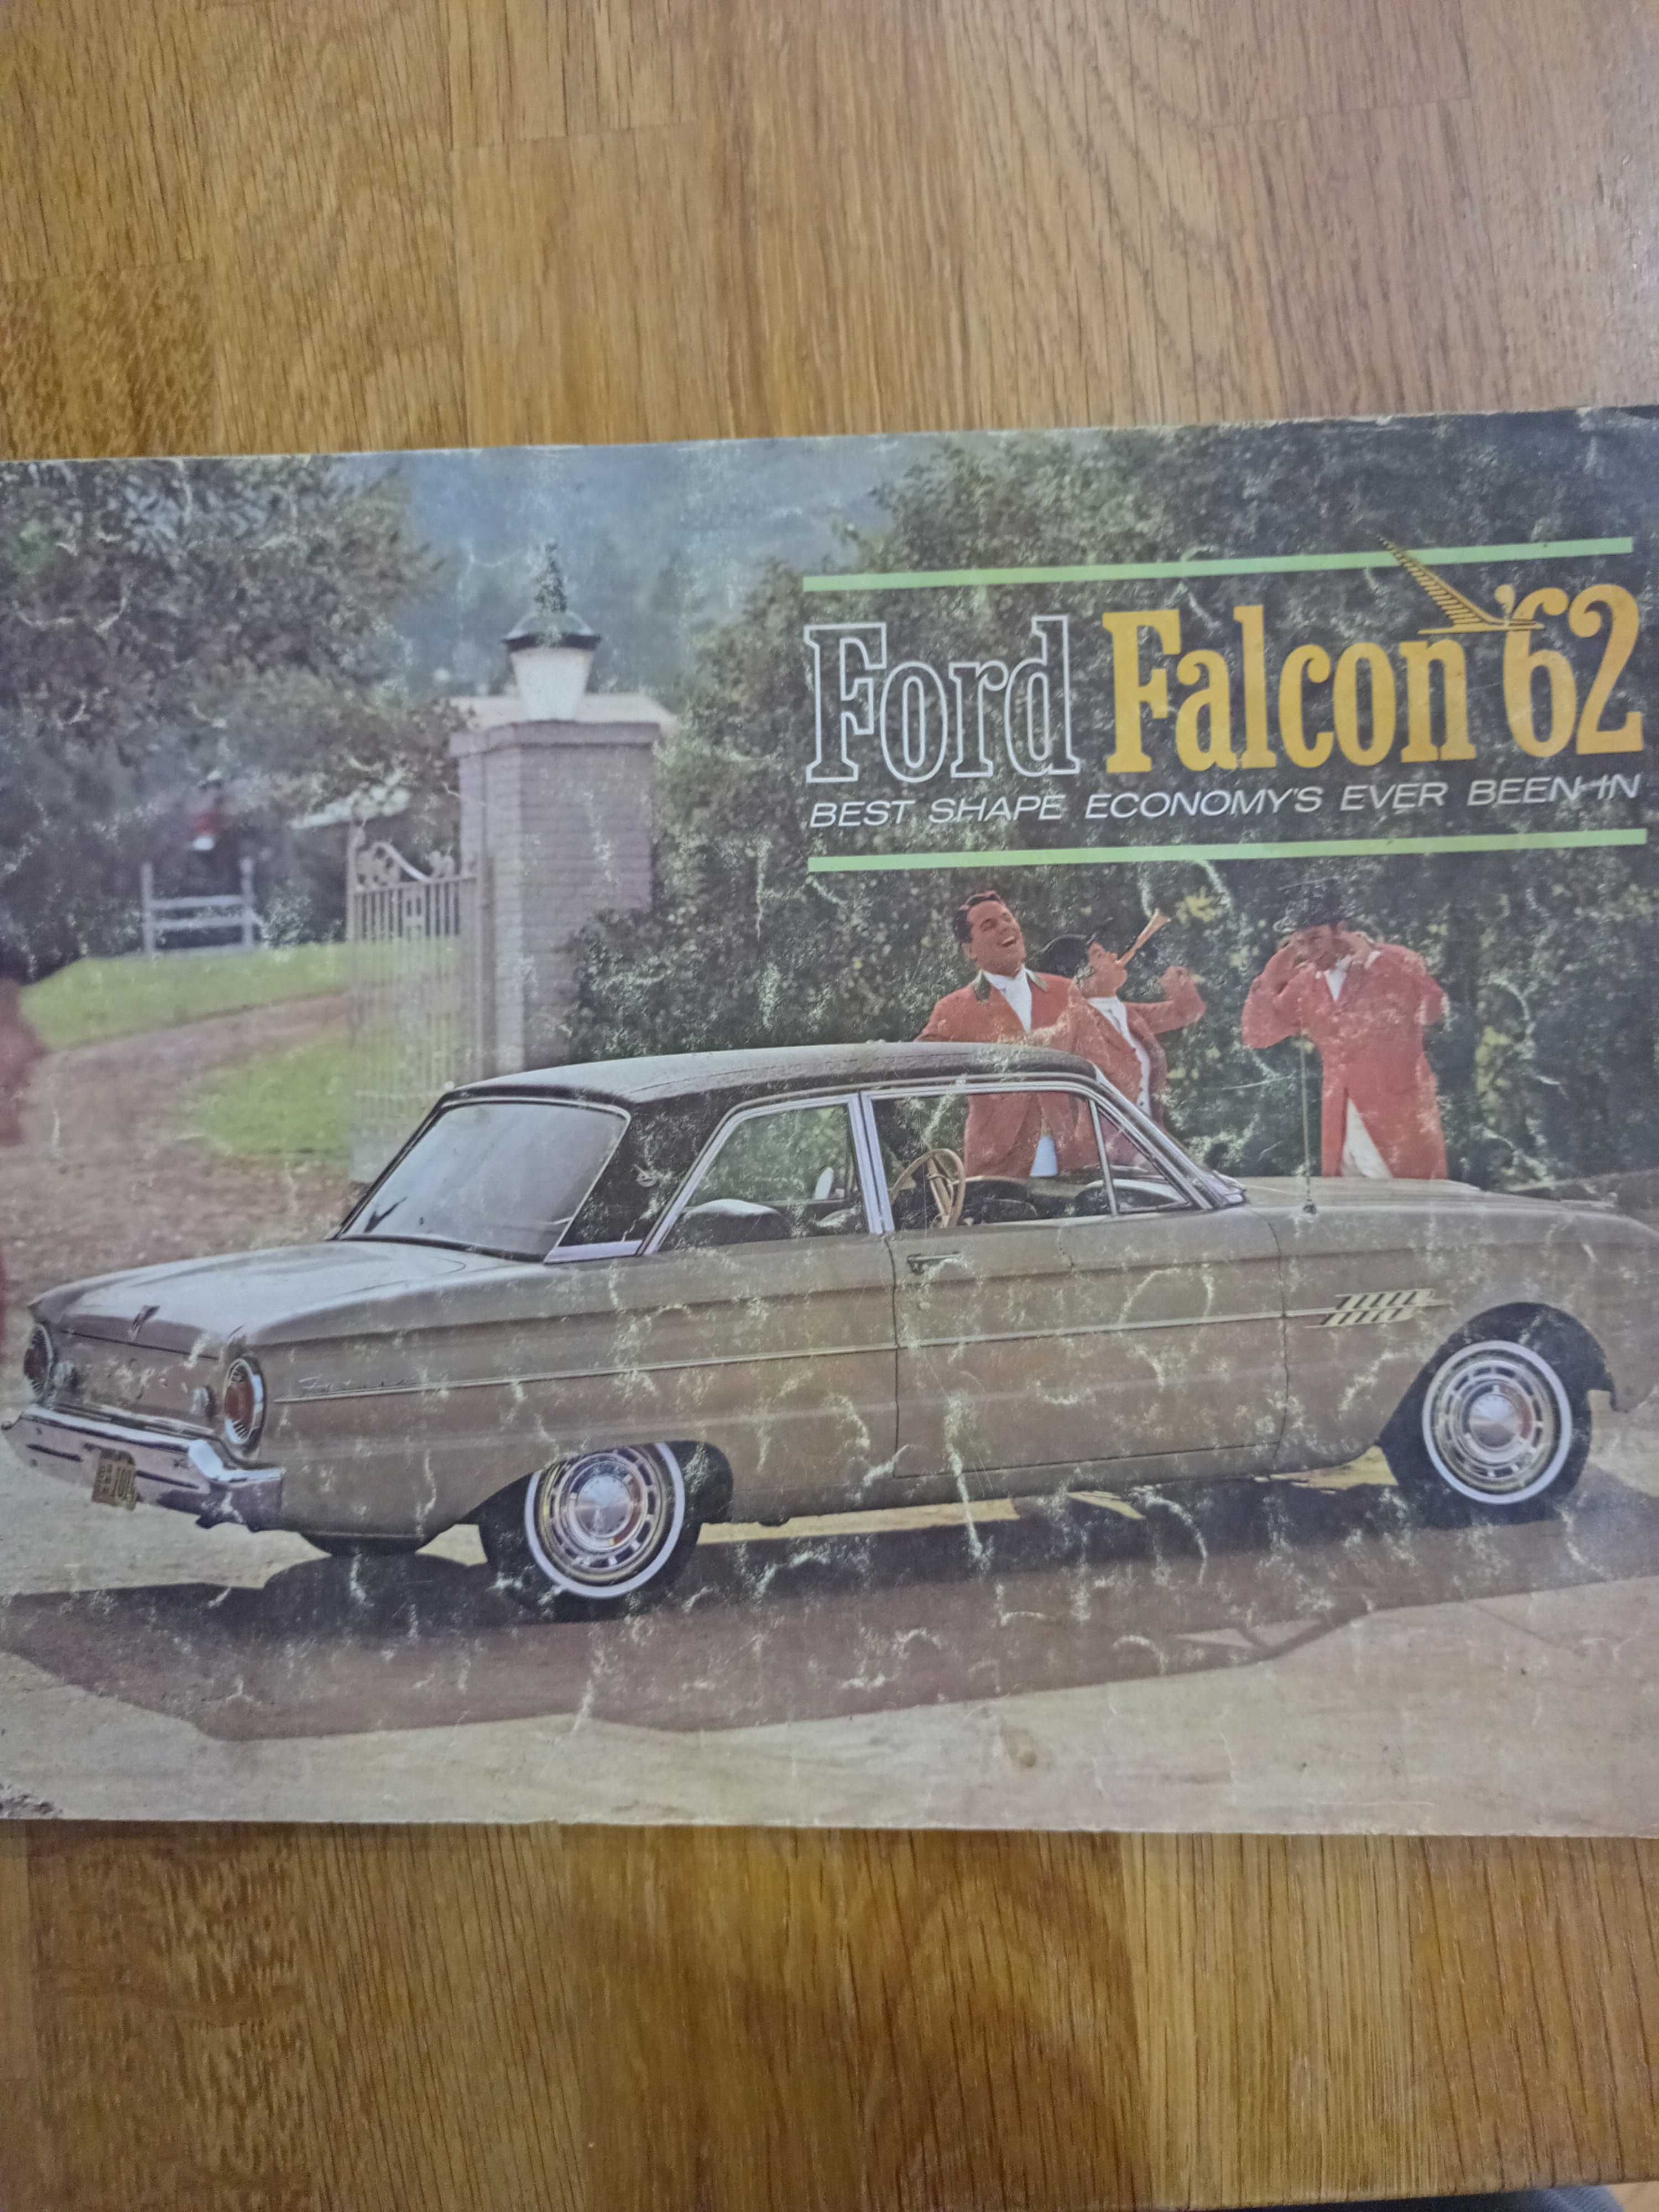 Ford Falcon '62
BEST SHAPE ECONOMY'S EVER BEEN IN